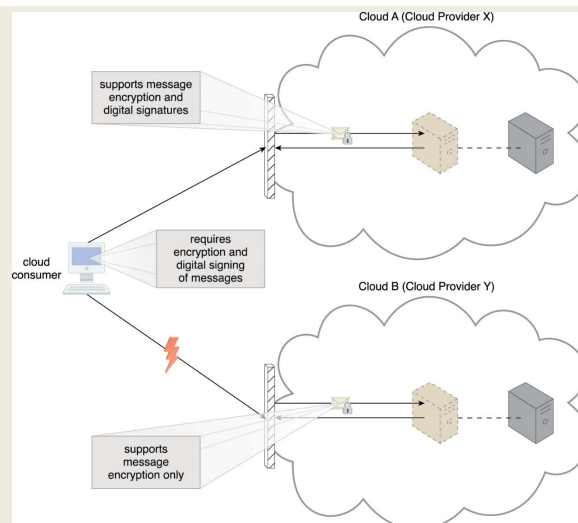 Cloud A (Cloud Provider X)
supports message
encryption and
digital signatures
requires
encryption and
digital signing
of messages
cloud
consumer
Cloud B (Cloud Provider Y)
supports
message
encryption only